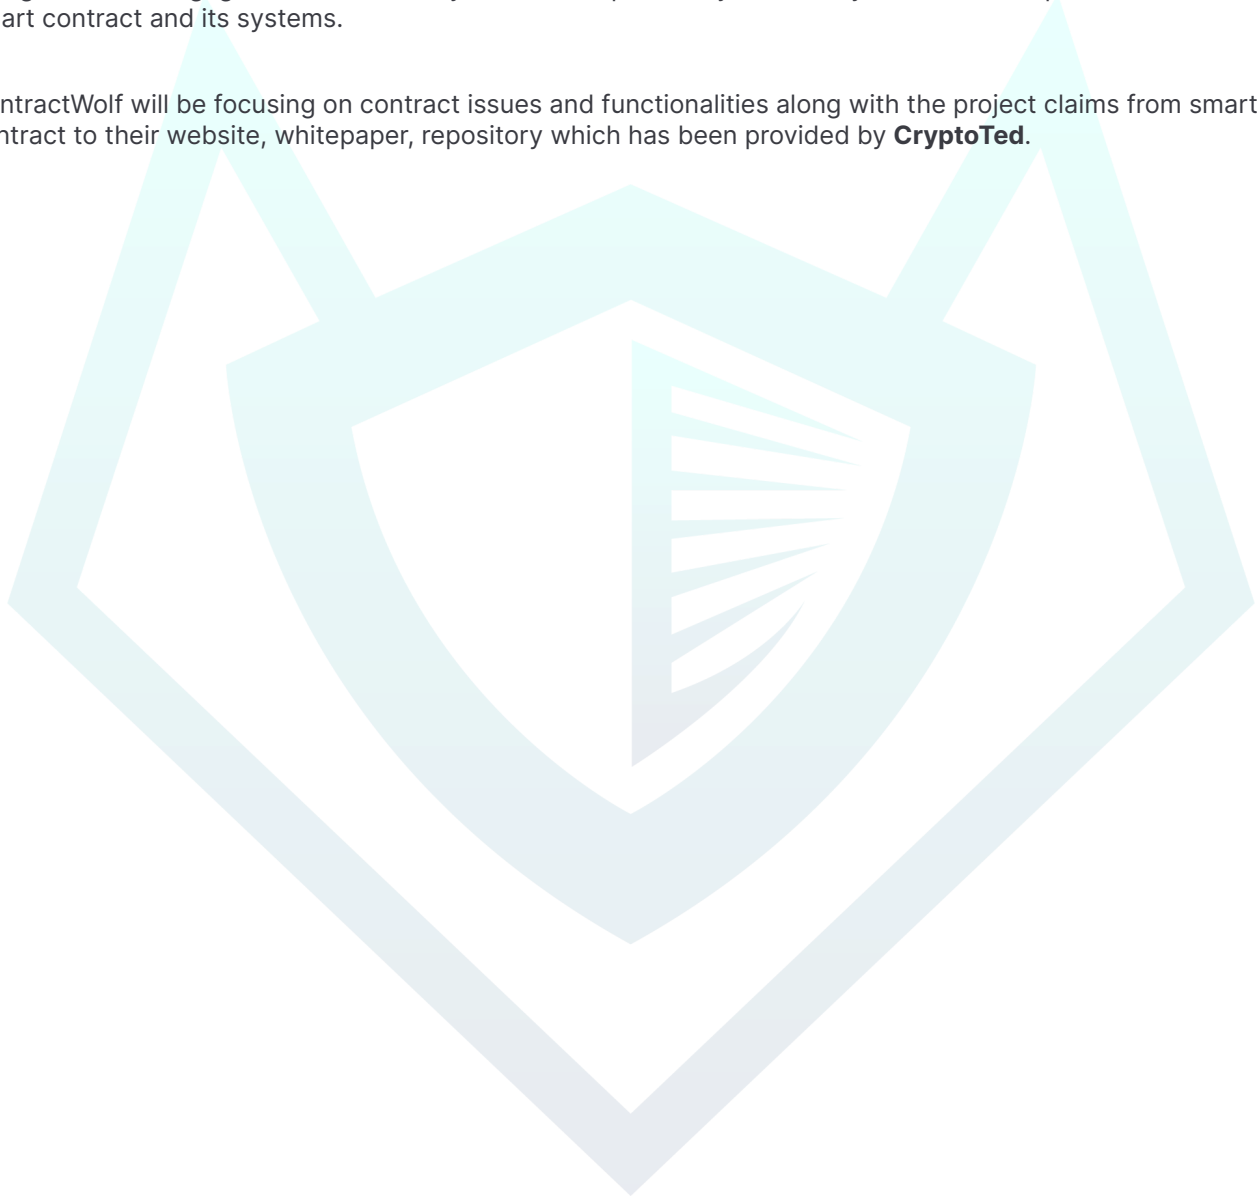 art contract and its systems.
ntractWolf will be focusing on contract issues and functionalities along with the project claims from smart
ntract to their website, whitepaper, repository which has been provided by CryptoTed.